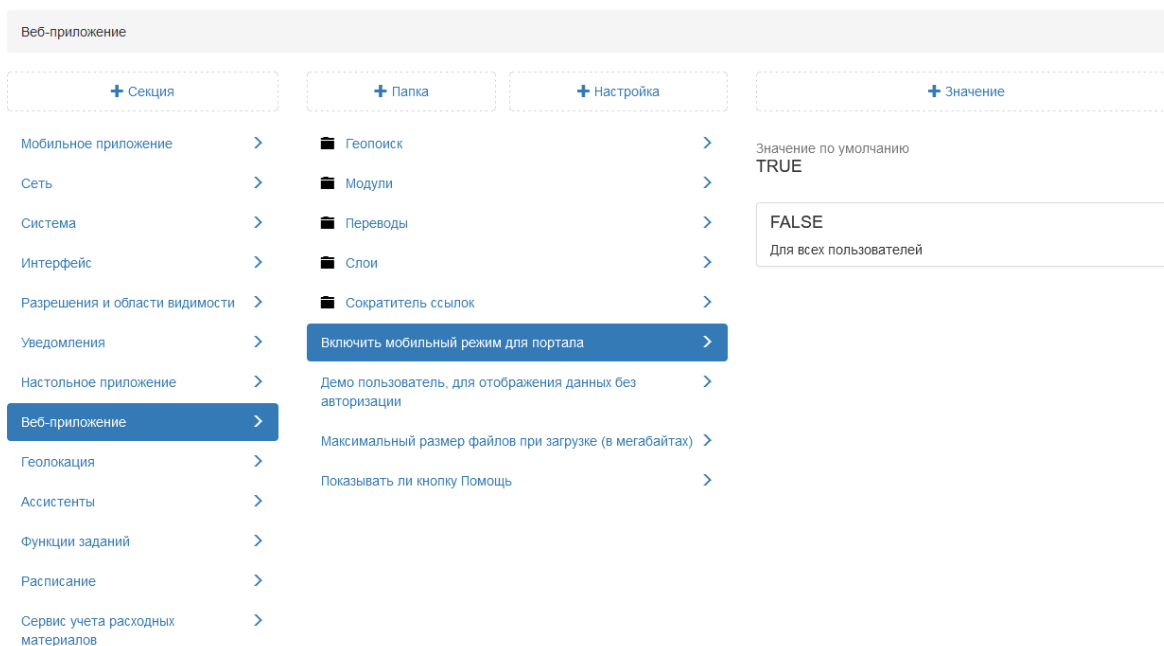 Веб-приложение
Секция
Папка
Настройка
Значение
Мобильное приложение
Сеть
Система
Интерфейс
Разрешения и области видимости
Уведомления
Настольное приложение
Веб-приложение
Геолокация
Ассистенты
Функции заданий
Расписание
Сервис учета расходных
материалов
Геопоиск
Модули
Переводы
Слои
Сократитель ссылок
Включить мобильный режим для портала
Демо пользователь, для отображения данных без
авторизации
Максимальный размер файлов при загрузке (в мегабайтах)
Показывать ли кнопку Помощь
Значение по умолчанию
TRUE
FALSE
Для всех пользователей